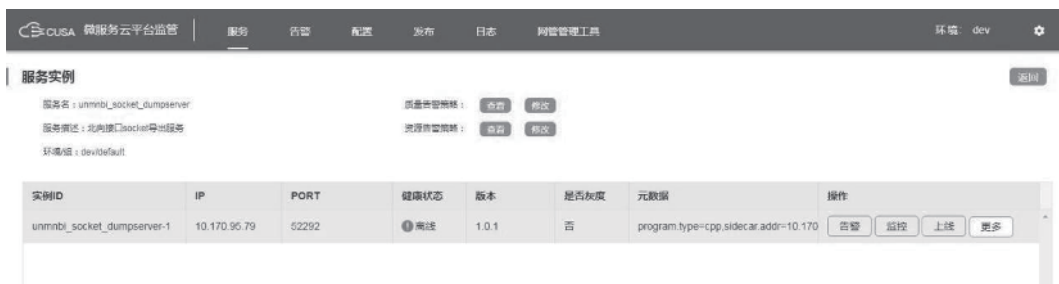 CUSA 微服务云平台监管 服务 告警 配置 发布 日志 网管管理工具 环境: dev
服务实例 返回
服务名：unmnbi_socket_dumpserver 质量告警策略： 查看 修改
服务描述：北向接口socket导出服务 资源告警策略： 查看 修改
环境/组：dev/default
实例ID IP PORT 健康状态 版本 是否灰度 元数据 操作
unmnbi_socket_dumpserver-1 10.170.95.79 52292 离线 1.0.1 否 program.type=cpp,sidecar.addr=10.170 告警 监控 上线 更多